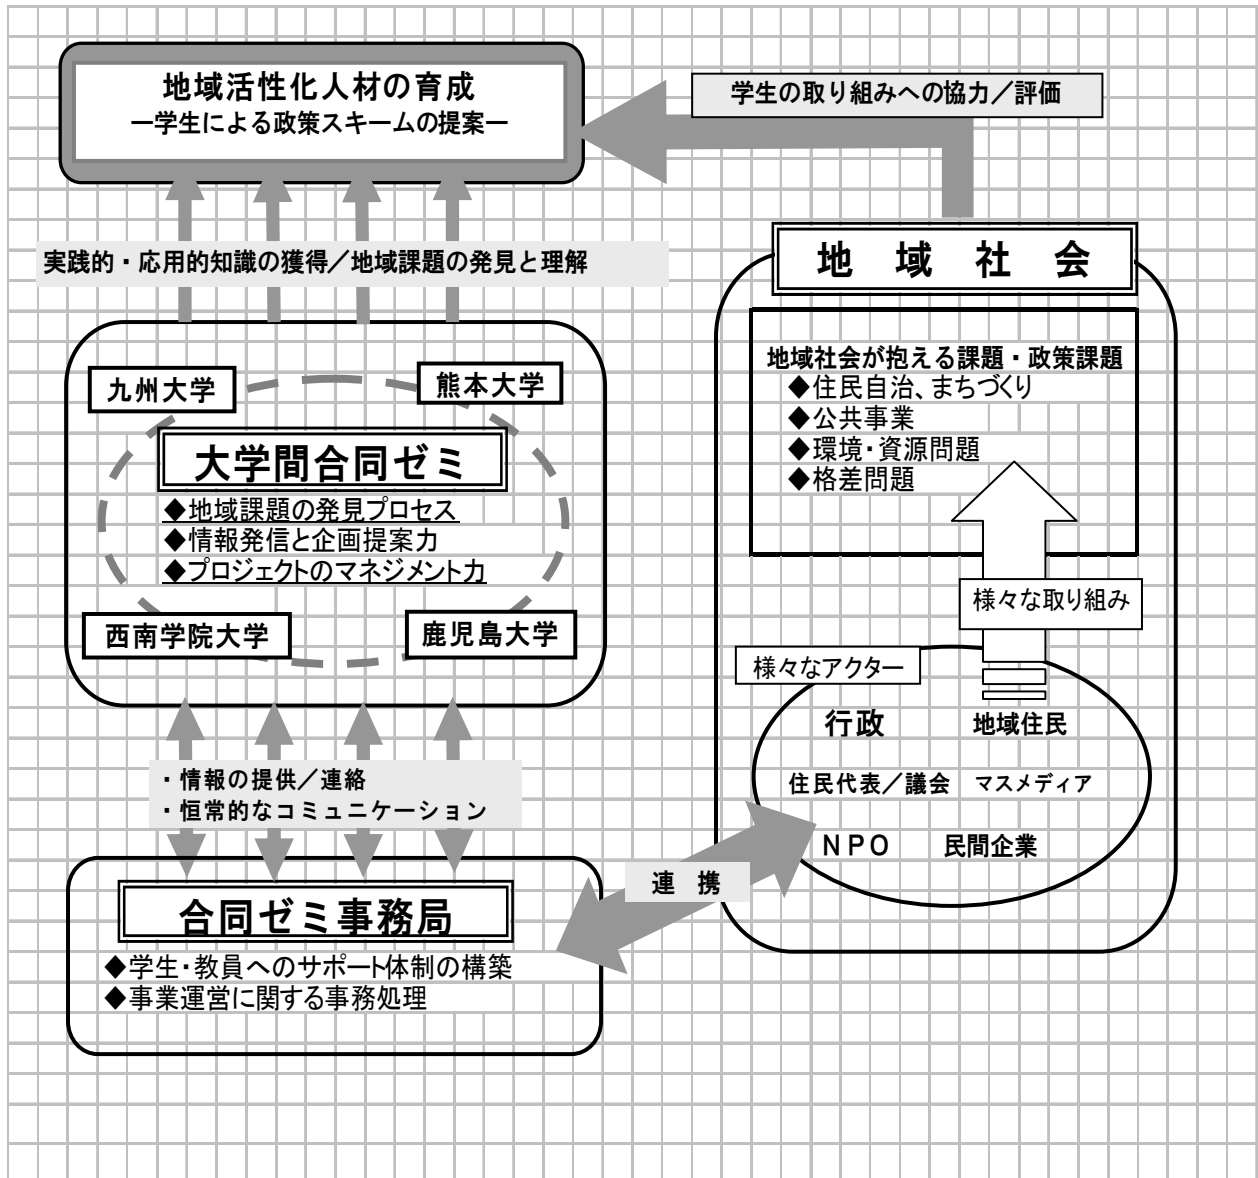 地域活性化人材の育成
ー学生による政策スキームの提案ー
学生の取り組みへの協力／評価
実践的・応用的知識の獲得／地域課題の発見と理解
地域社会
地域社会が抱える課題・政策課題
◆住民自治、まちづくり
◆公共事業
◆環境・資源問題
◆格差問題
様々な取り組み
様々なアクター
行政 地域住民
住民代表／議会 マスメディア
ＮＰＯ 民間企業
九州大学
熊本大学
大学間合同ゼミ
◆地域課題の発見プロセス
◆情報発信と企画提案力
◆プロジェクトのマネジメント力
西南学院大学
鹿児島大学
・情報の提供／連絡
・恒常的なコミュニケーション
連 携
合同ゼミ事務局
◆学生・教員へのサポート体制の構築
◆事業運営に関する事務処理